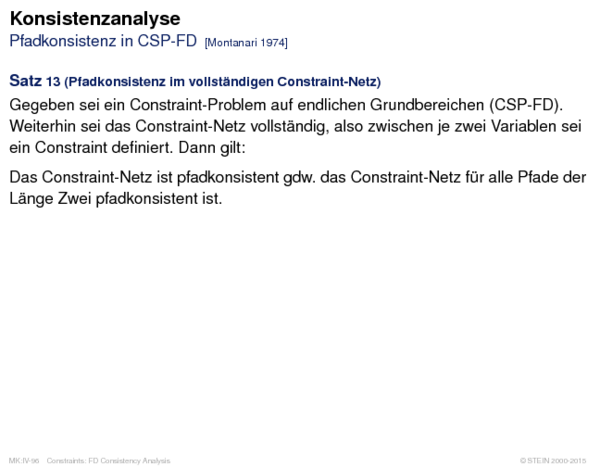 Konsistenzanalyse
Pfadkonsistenz in CSP-FD [Montanari 1974]
Satz 13 (Pfadkonsistenz im vollständigen Constraint-Netz)
Gegeben sei ein Constraint-Problem auf endlichen Grundbereichen (CSP-FD).
Weiterhin sei das Constraint-Netz vollständig, also zwischen je zwei Variablen sei
ein Constraint definiert. Dann gilt:
Das Constraint-Netz ist pfadkonsistent gdw. das Constraint-Netz für alle Pfade der
Länge Zwei pfadkonsistent ist.
MK:IV-96 Constraints: FD Consistency Analysis © STEIN 2000-2015